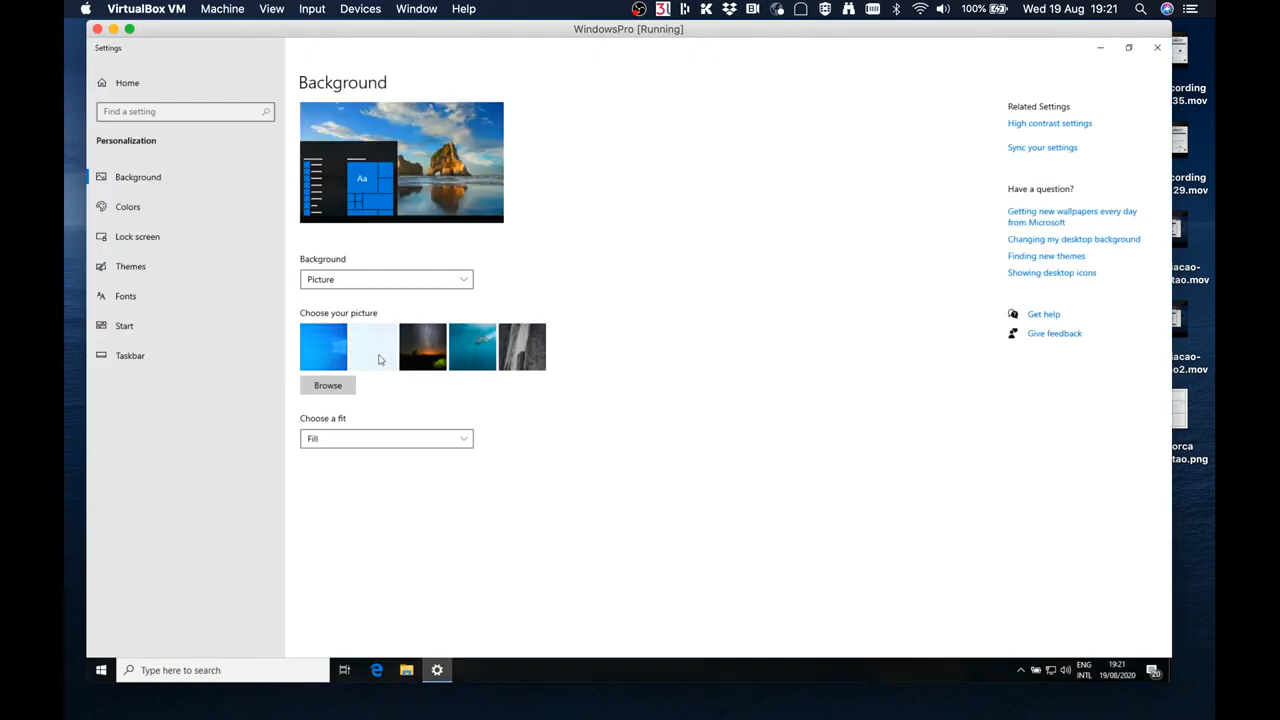 VirtualBox VM Machine View Input Devices Window Help
100% Wed 19 Aug 19:21
WindowsPro [Running]
Settings
Home
Find a setting
Personalization
Background
Colors
Lock screen
Themes
Fonts
Start
Taskbar
Background
Aa
Background
Picture
Choose your picture
Browse
Choose a fit
Fill
Related Settings
High contrast settings
Sync your settings
Have a question?
Getting new wallpapers every day
from Microsoft
Changing my desktop background
Finding new themes
Showing desktop icons
Get help
Give feedback
cording
35.mov
cording
29.mov
lacao-
tao.mov
lacao-
o2.mov
orca
tao.png
Type here to search
ENG
INTL
19:21
19/08/2020
20